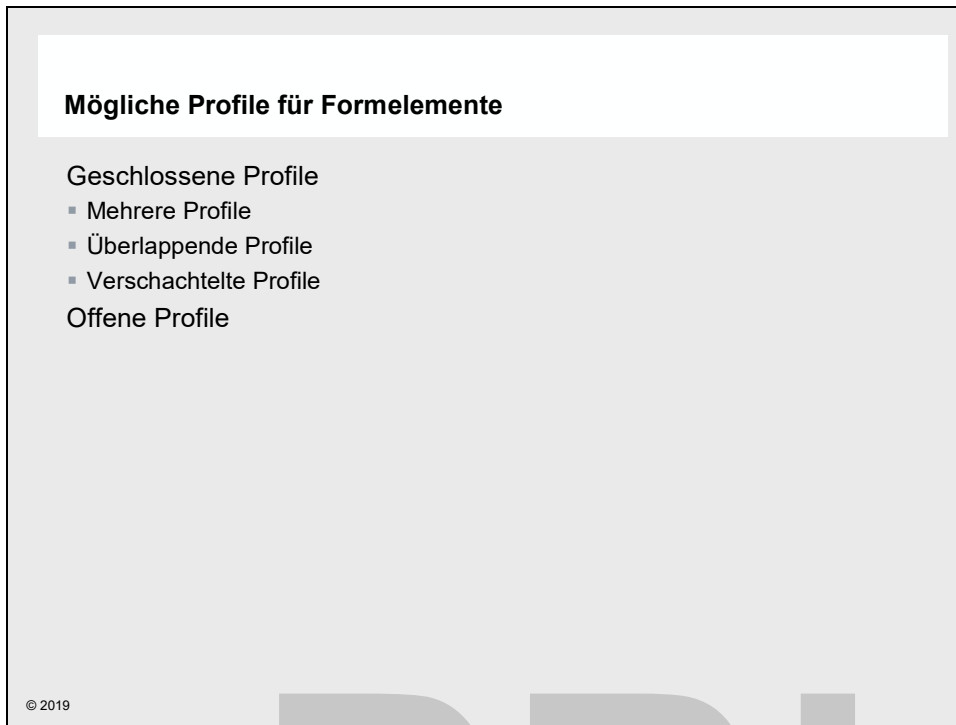 Mögliche Profile für Formelemente
Geschlossene Profile
▪ Mehrere Profile
▪ Überlappende Profile
▪ Verschachtelte Profile
Offene Profile
© 2019